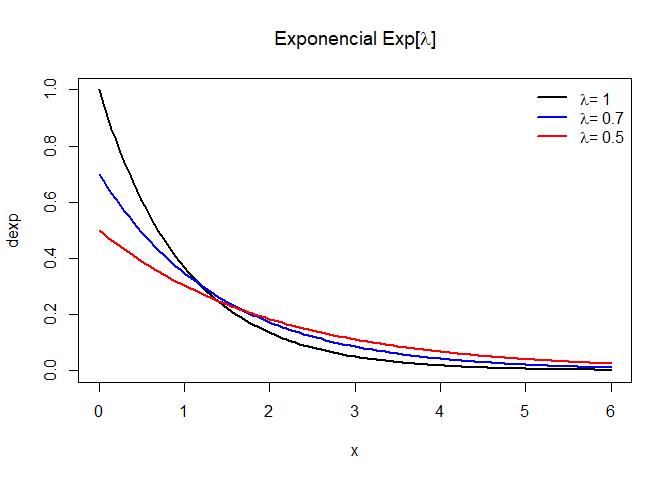 Exponencial Exp[λ]
λ= 1
λ= 0.7
λ= 0.5
dexp
1.0
0.8
0.6
0.4
0.2
0.0
0 1 2 3 4 5 6
x